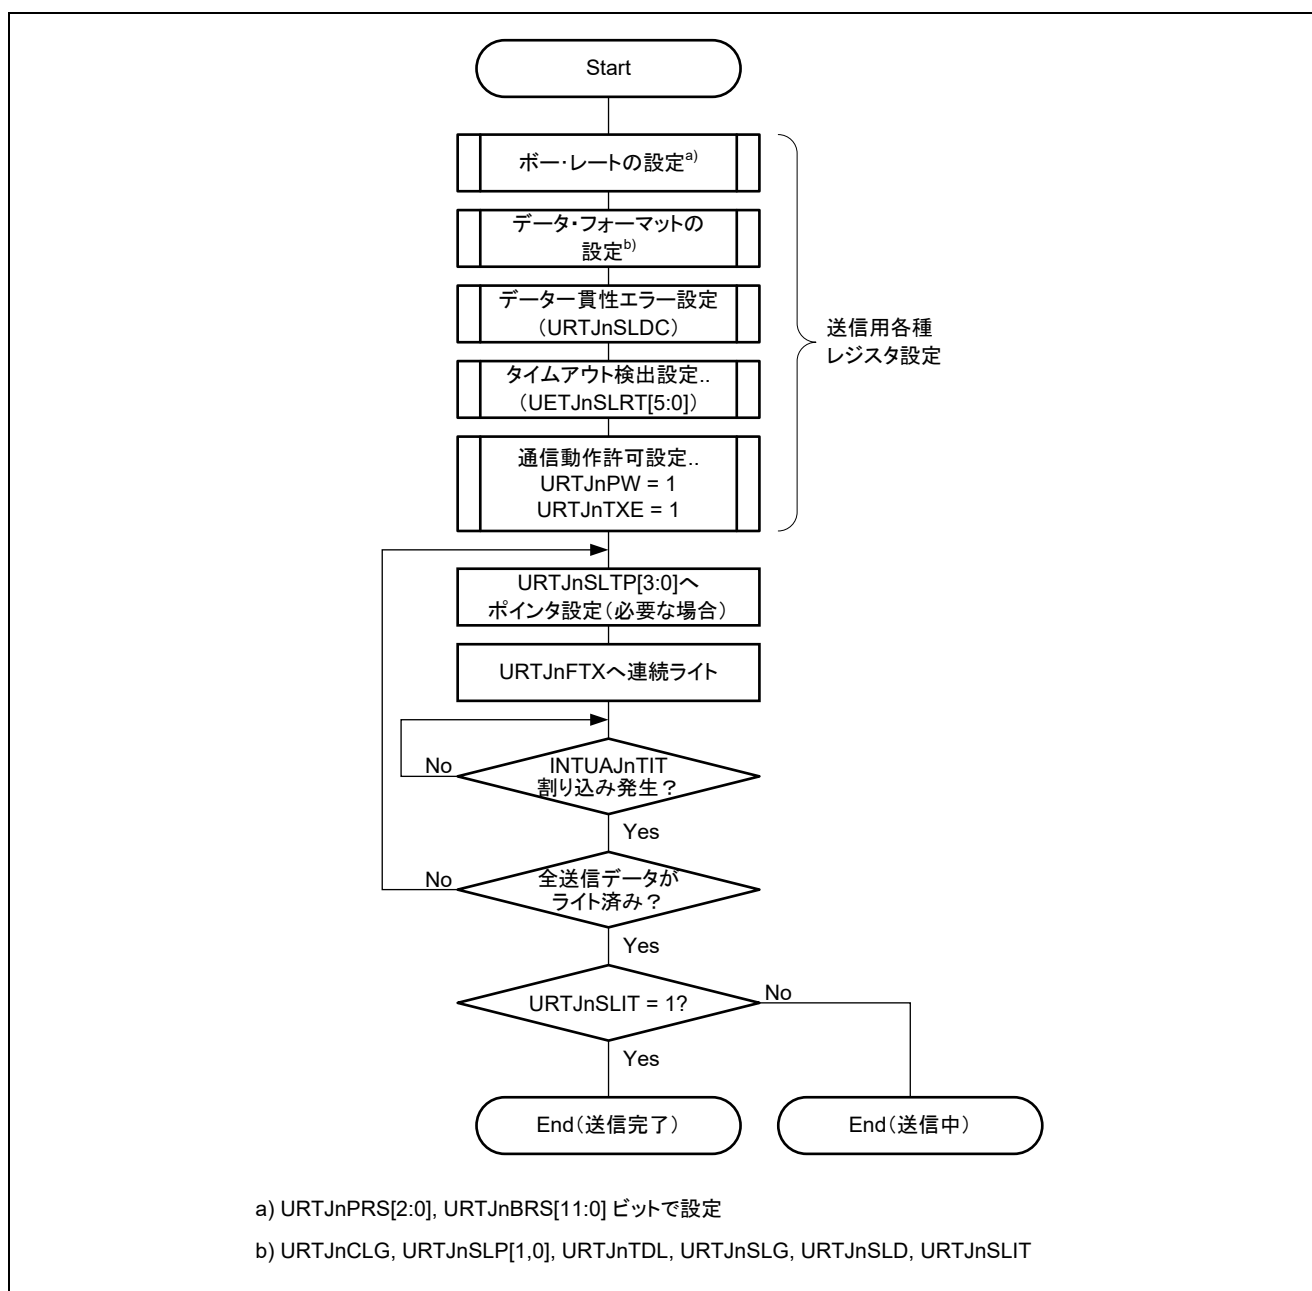 Start
ボー・レートの設定a)
データ・フォーマットの
設定b)
データ一貫性エラー設定
（URTJnSLDC）
タイムアウト検出設定..
（UETJnSLRT[5:0]）
通信動作許可設定..
URTJnPW = 1
URTJnTXE = 1
送信用各種
レジスタ設定
URTJnSLTP[3:0]へ
ポインタ設定（必要な場合）
URTJnFTXへ連続ライト
INTUAJnTIT
割り込み発生？
No
Yes
全送信データが
ライト済み？
No
Yes
URTJnSLIT = 1?
No
Yes
End（送信完了）
End（送信中）
a) URTJnPRS[2:0], URTJnBRS[11:0] ビットで設定
b) URTJnCLG, URTJnSLP[1,0], URTJnTDL, URTJnSLG, URTJnSLD, URTJnSLIT